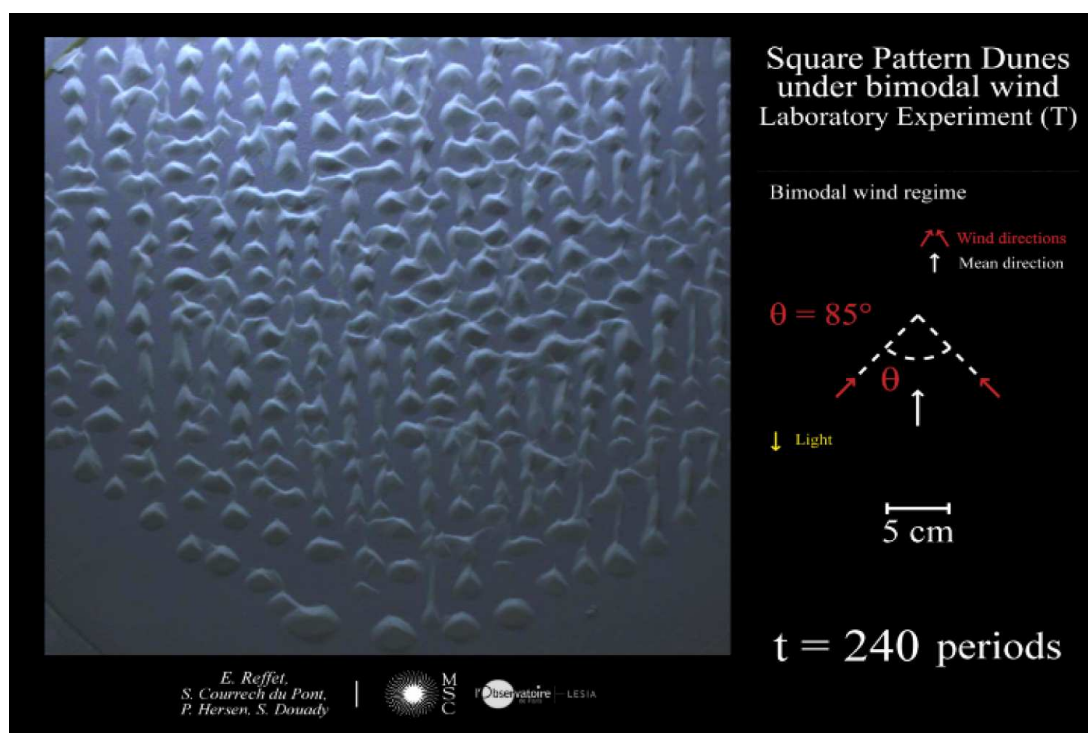 Square Pattern Dunes
under bimodal wind
Laboratory Experiment (T)
Bimodal wind regime
Wind directions
Mean direction
θ = 85°
θ
Light
5 cm
t = 240 periods
E. Reffet,
S. Courrech du Pont,
P. Hersen, S. Douady
M
S
C
l'Observatoire
LESIA